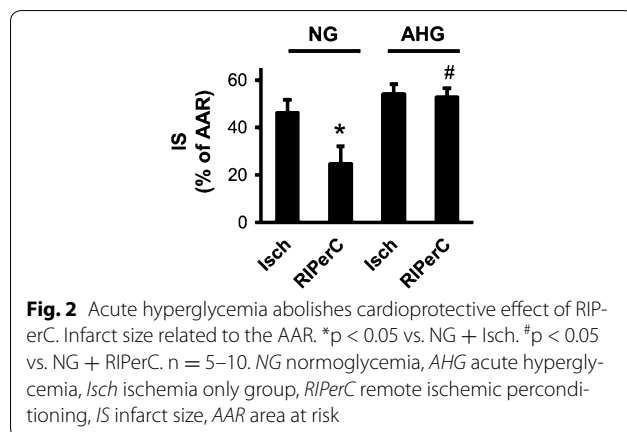 NG AHG
60
40
20
0
IS
(% of AAR)
* #
Isch RIPerC Isch RIPerC
Fig. 2 Acute hyperglycemia abolishes cardioprotective effect of RIP-
erC. Infarct size related to the AAR. *p < 0.05 vs. NG + Isch. #p < 0.05
vs. NG + RIPerC. n = 5–10. NG normoglycemia, AHG acute hypergly-
cemia, Isch ischemia only group, RIPerC remote ischemic percondi-
tioning, IS infarct size, AAR area at risk